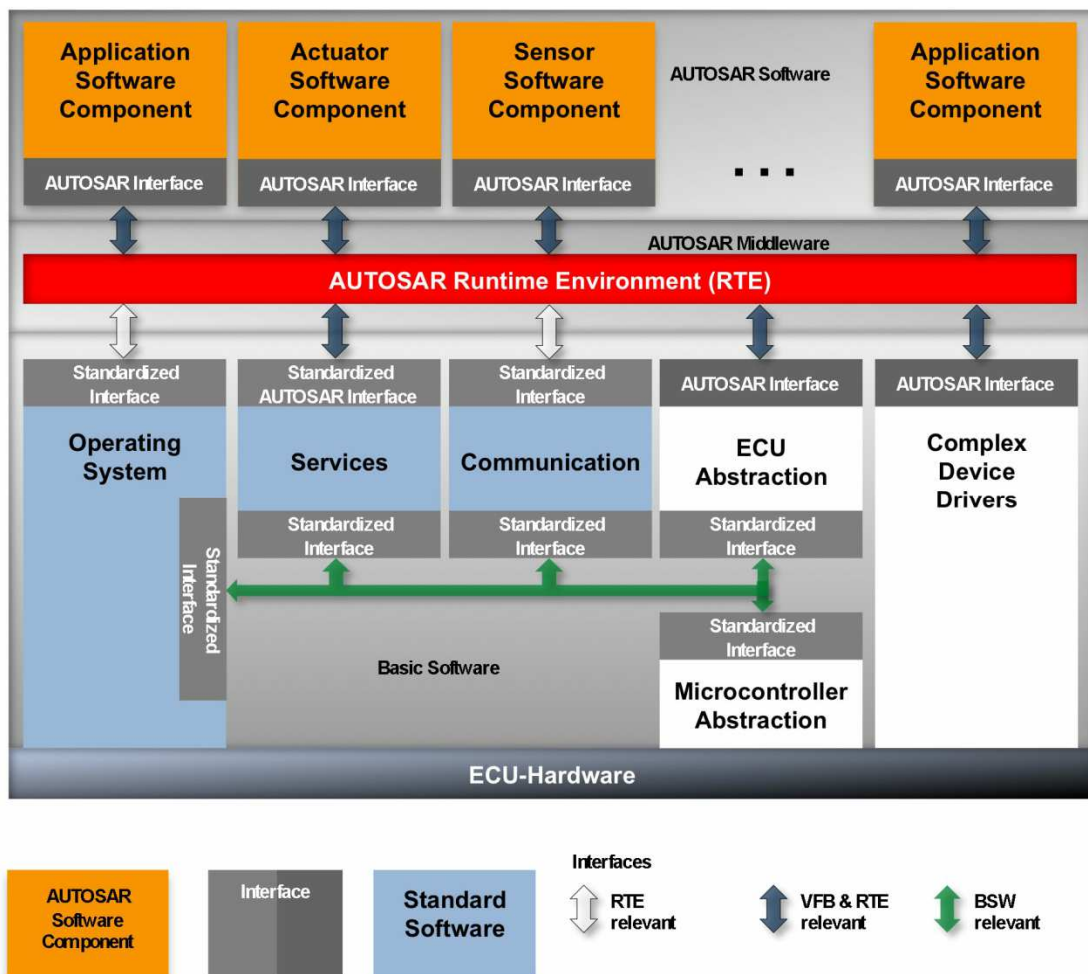 Application
Software
Component
AUTOSAR Interface
Actuator
Software
Component
AUTOSAR Interface
Sensor
Software
Component
AUTOSAR Interface
AUTOSAR Software
. . .
Application
Software
Component
AUTOSAR Interface
AUTOSAR Middleware
AUTOSAR Runtime Environment (RTE)
Standardized
Interface
Operating
System
Standardized
Interface
Standardized
AUTOSAR Interface
Services
Standardized
Interface
Standardized
Interface
Communication
Standardized
Interface
AUTOSAR Interface
ECU
Abstraction
Standardized
Interface
AUTOSAR Interface
Complex
Device
Drivers
Standardized
Interface
Microcontroller
Abstraction
Basic Software
ECU-Hardware
AUTOSAR
Software
Component
Interface
Standard
Software
Interfaces
RTE
relevant
VFB & RTE
relevant
BSW
relevant